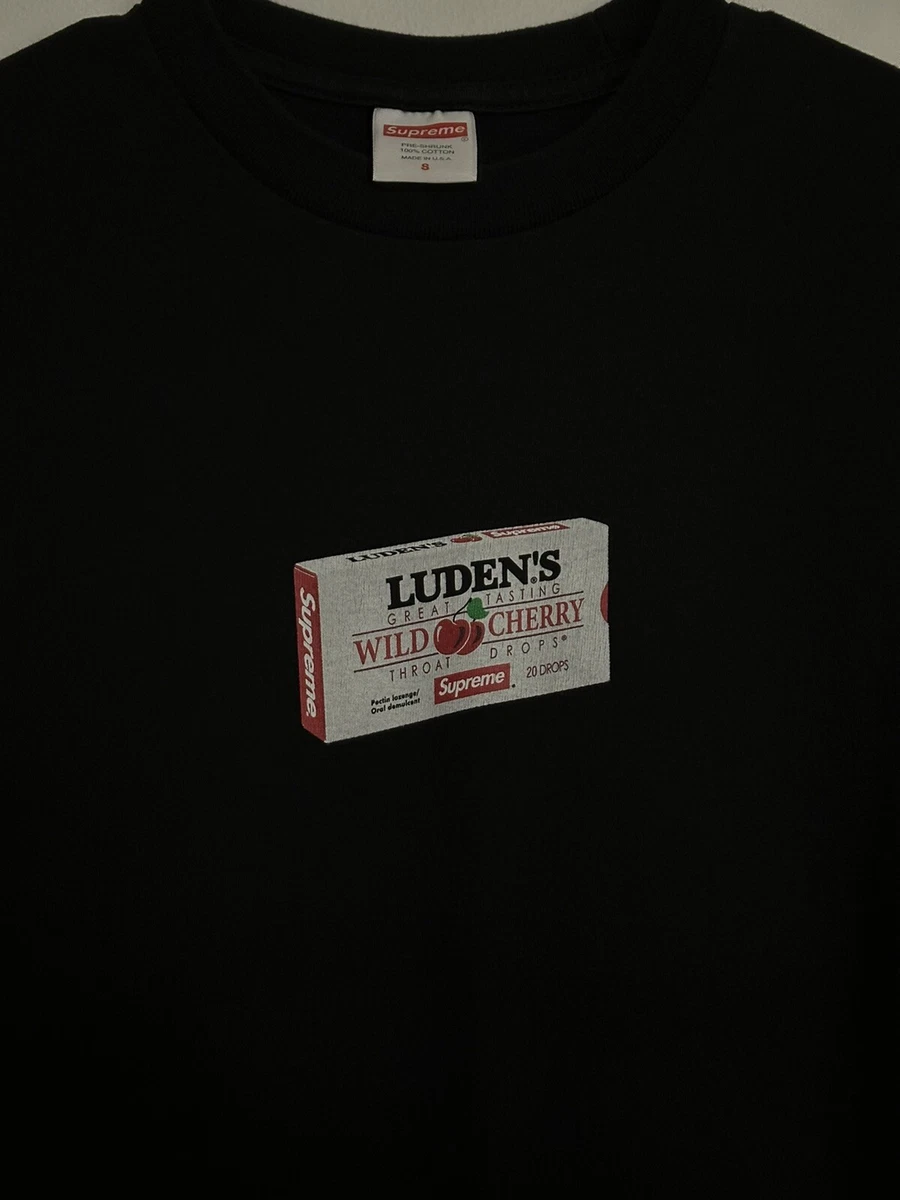 Supreme
®
PRE-SHRUNK
100% COTTON
MADE IN U.S.A.
S
LUDEN'S Supreme
Supreme
LUDEN'S®
GREAT TASTING
WILD CHERRY
THROAT DROPS®
Supreme 20 DROPS
Pectin lozenge/
Oral demulcent